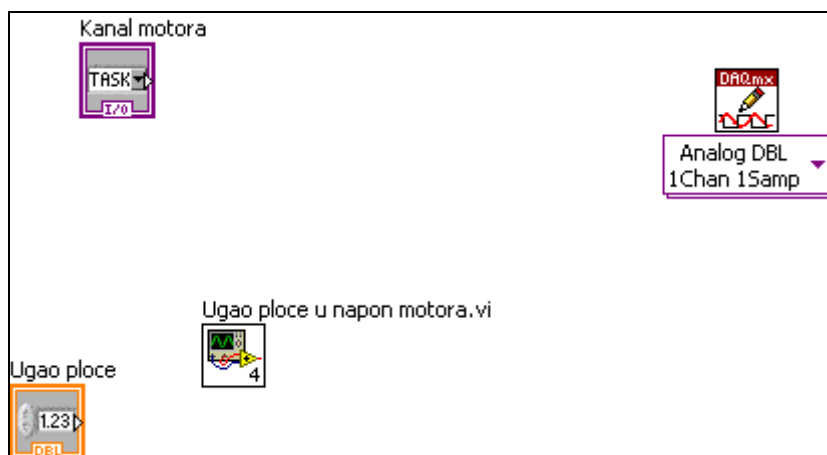 Kanal motora
TASK
I/O
DAQmx
Analog DBL
1Chan 1Samp
Ugao ploce u napon motora.vi
4
Ugao ploce
1.23
DBL